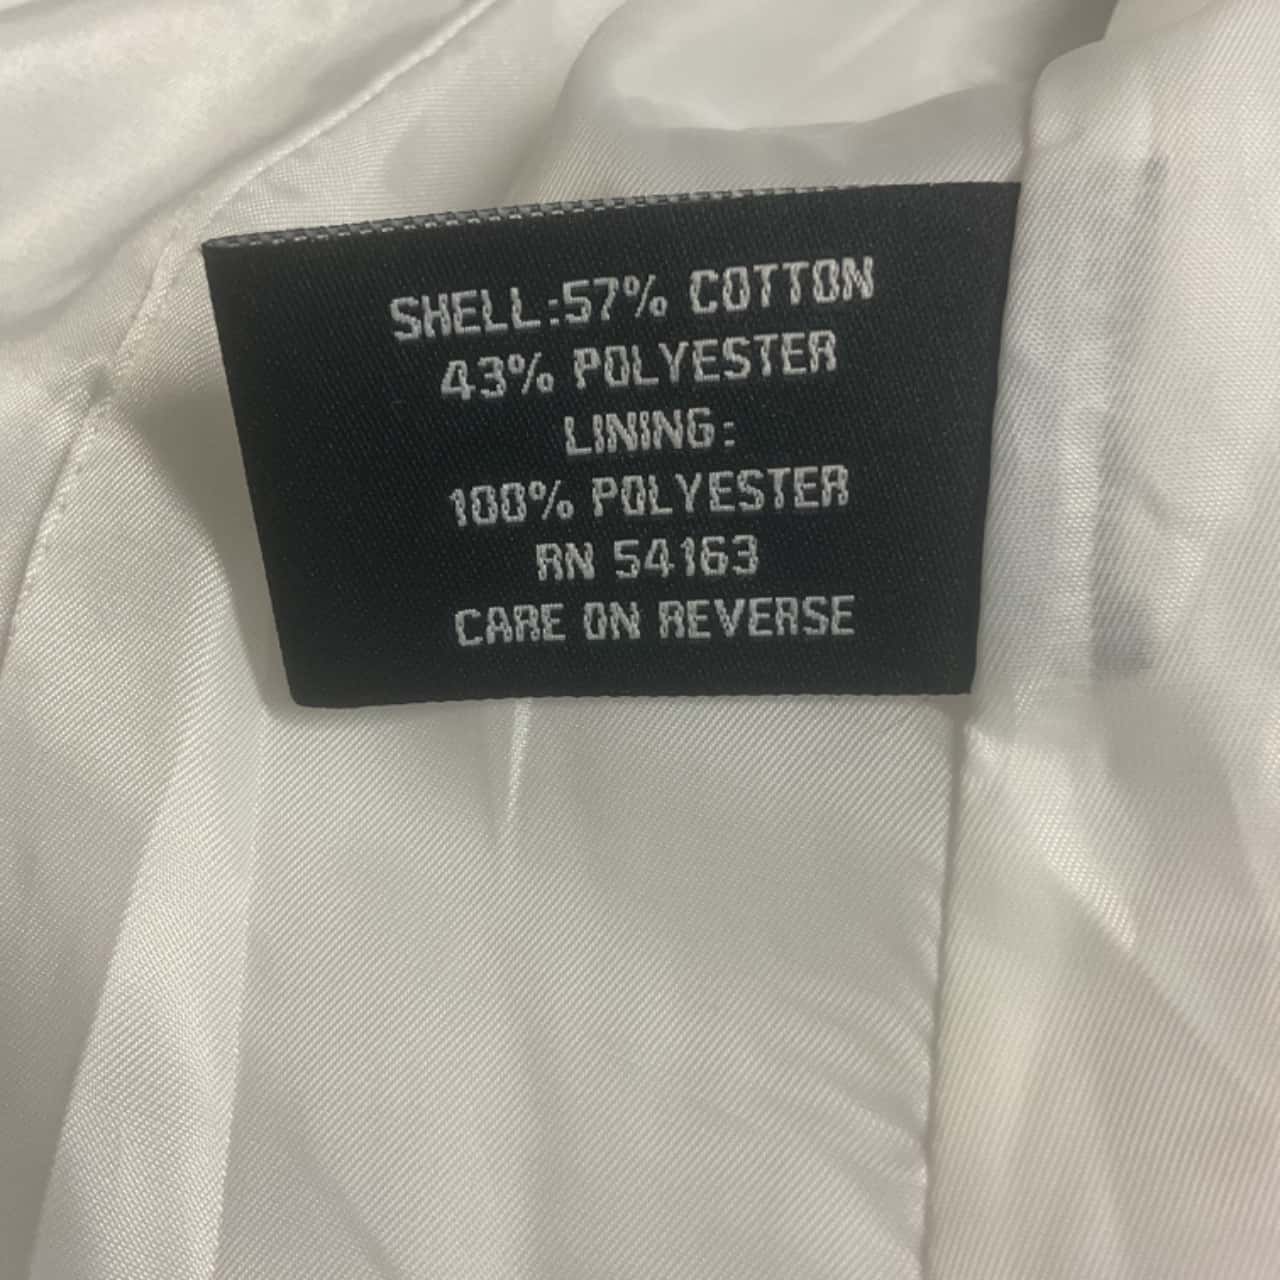 SHELL:57% COTTON
43% POLYESTER
LINING:
100% POLYESTER
RN 54163
CARE ON REVERSE